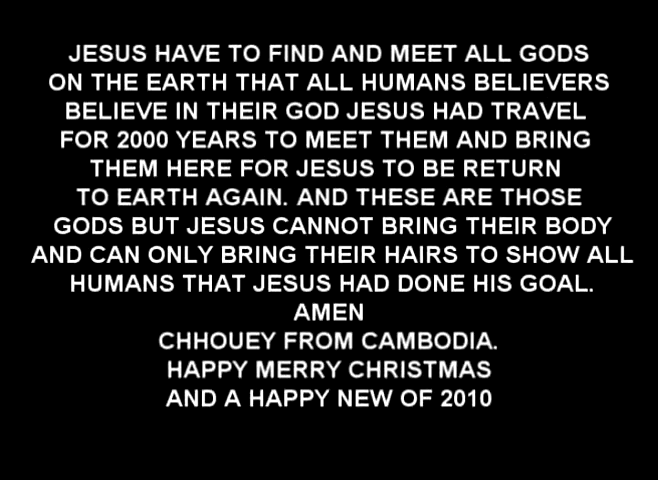 JESUS HAVE TO FIND AND MEET ALL GODS
ON THE EARTH THAT ALL HUMANS BELIEVERS
BELIEVE IN THEIR GOD JESUS HAD TRAVEL
FOR 2000 YEARS TO MEET THEM AND BRING
THEM HERE FOR JESUS TO BE RETURN
TO EARTH AGAIN. AND THESE ARE THOSE
GODS BUT JESUS CANNOT BRING THEIR BODY
AND CAN ONLY BRING THEIR HAIRS TO SHOW ALL
HUMANS THAT JESUS HAD DONE HIS GOAL.
AMEN
CHHOUEY FROM CAMBODIA.
HAPPY MERRY CHRISTMAS
AND A HAPPY NEW OF 2010